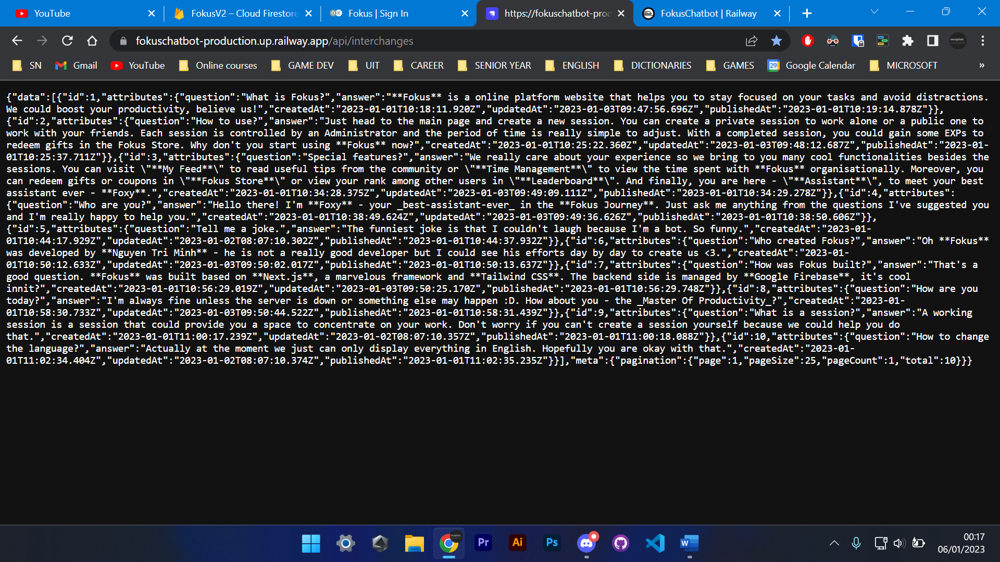 YouTube
FokusV2 – Cloud Firestore
Fokus | Sign In
https://fokuschatbot-proc
FokusChatbot | Railway
fokuschatbot-production.up.railway.app/api/interchanges
SN
Gmail
YouTube
Online courses
GAME DEV
UIT
CAREER
SENIOR YEAR
ENGLISH
DICTIONARIES
GAMES
29
Google Calendar
MICROSOFT
»
{"data":[{"id":1,"attributes":{"question":"What is Fokus?","answer":"**Fokus** is a online platform website that helps you to stay focused on your tasks and avoid distractions.
We could boost your productivity, believe us!","createdAt":"2023-01-01T10:18:11.920Z","updatedAt":"2023-01-03T09:47:56.696Z","publishedAt":"2023-01-01T10:19:14.878Z"}},
{"id":2,"attributes":{"question":"How to use?","answer":"Just head to the main page and create a new session. You can create a private session to work alone or a public one to
work with your friends. Each session is controlled by an Administrator and the period of time is really simple to adjust. With a completed session, you could gain some EXPs to
redeem gifts in the Fokus Store. Why don't you start using **Fokus** now?","createdAt":"2023-01-01T10:25:22.360Z","updatedAt":"2023-01-03T09:48:12.687Z","publishedAt":"2023-01-
01T10:25:37.711Z"}},{"id":3,"attributes":{"question":"Special features?","answer":"We really care about your experience so we bring to you many cool functionalities besides the
sessions. You can visit \"**My Feed**\" to read useful tips from the community or \"**Time Management**\" to view the time spent with **Fokus** organisationally. Moreover, you
can redeem gifts or coupons in \"**Fokus Store**\" or view your rank among other users in \"**Leaderboard**\". And finally, you are here - \"**Assistant**\", to meet your best
assistant ever - **Foxy**.","createdAt":"2023-01-01T10:34:28.375Z","updatedAt":"2023-01-03T09:49:09.111Z","publishedAt":"2023-01-01T10:34:29.278Z"}},{"id":4,"attributes":
{"question":"Who are you?","answer":"Hello there! I'm **Foxy** - your _best-assistant-ever_ in the **Fokus Journey**. Just ask me anything from the questions I've suggested you
and I'm really happy to help you.","createdAt":"2023-01-01T10:38:49.624Z","updatedAt":"2023-01-03T09:49:36.626Z","publishedAt":"2023-01-01T10:38:50.606Z"}},
{"id":5,"attributes":{"question":"Tell me a joke.","answer":"The funniest joke is that I couldn't laugh because I'm a bot. So funny.","createdAt":"2023-01-
01T10:44:17.929Z","updatedAt":"2023-01-02T08:07:10.302Z","publishedAt":"2023-01-01T10:44:37.932Z"}},{"id":6,"attributes":{"question":"Who created Fokus?","answer":"Oh **Fokus**
was developed by **Nguyen Tri Minh** - he is not a really good developer but I could see his efforts day by day to create us <3.","createdAt":"2023-01-
01T10:50:12.633Z","updatedAt":"2023-01-03T09:50:02.017Z","publishedAt":"2023-01-01T10:50:13.637Z"}},{"id":7,"attributes":{"question":"How was Fokus built?","answer":"That's a
good question. **Fokus** was built based on **Next.js**, a marvelous framework and **Tailwind CSS**. The backend side is managed by **Google Firebase**, it's cool
innit?","createdAt":"2023-01-01T10:56:29.019Z","updatedAt":"2023-01-03T09:50:25.170Z","publishedAt":"2023-01-01T10:56:29.748Z"}},{"id":8,"attributes":{"question":"How are you
today?","answer":"I'm always fine unless the server is down or something else may happen :D. How about you - the _Master Of Productivity_?","createdAt":"2023-01-
01T10:58:30.733Z","updatedAt":"2023-01-03T09:50:44.522Z","publishedAt":"2023-01-01T10:58:31.439Z"}},{"id":9,"attributes":{"question":"What is a session?","answer":"A working
session is a session that could provide you a space to concentrate on your work. Don't worry if you can't create a session yourself because we could help you do
that.","createdAt":"2023-01-01T11:00:17.239Z","updatedAt":"2023-01-02T08:07:10.357Z","publishedAt":"2023-01-01T11:00:18.088Z"}},{"id":10,"attributes":{"question":"How to change
the language?","answer":"Actually at the moment we just can only display everything in English. Hopefully you are okay with that.","createdAt":"2023-01-
01T11:02:34.404Z","updatedAt":"2023-01-02T08:07:10.374Z","publishedAt":"2023-01-01T11:02:35.235Z"}}],"meta":{"pagination":{"page":1,"pageSize":25,"pageCount":1,"total":10}}}
Pr
Ai
Ps
W
00:17
06/01/2023